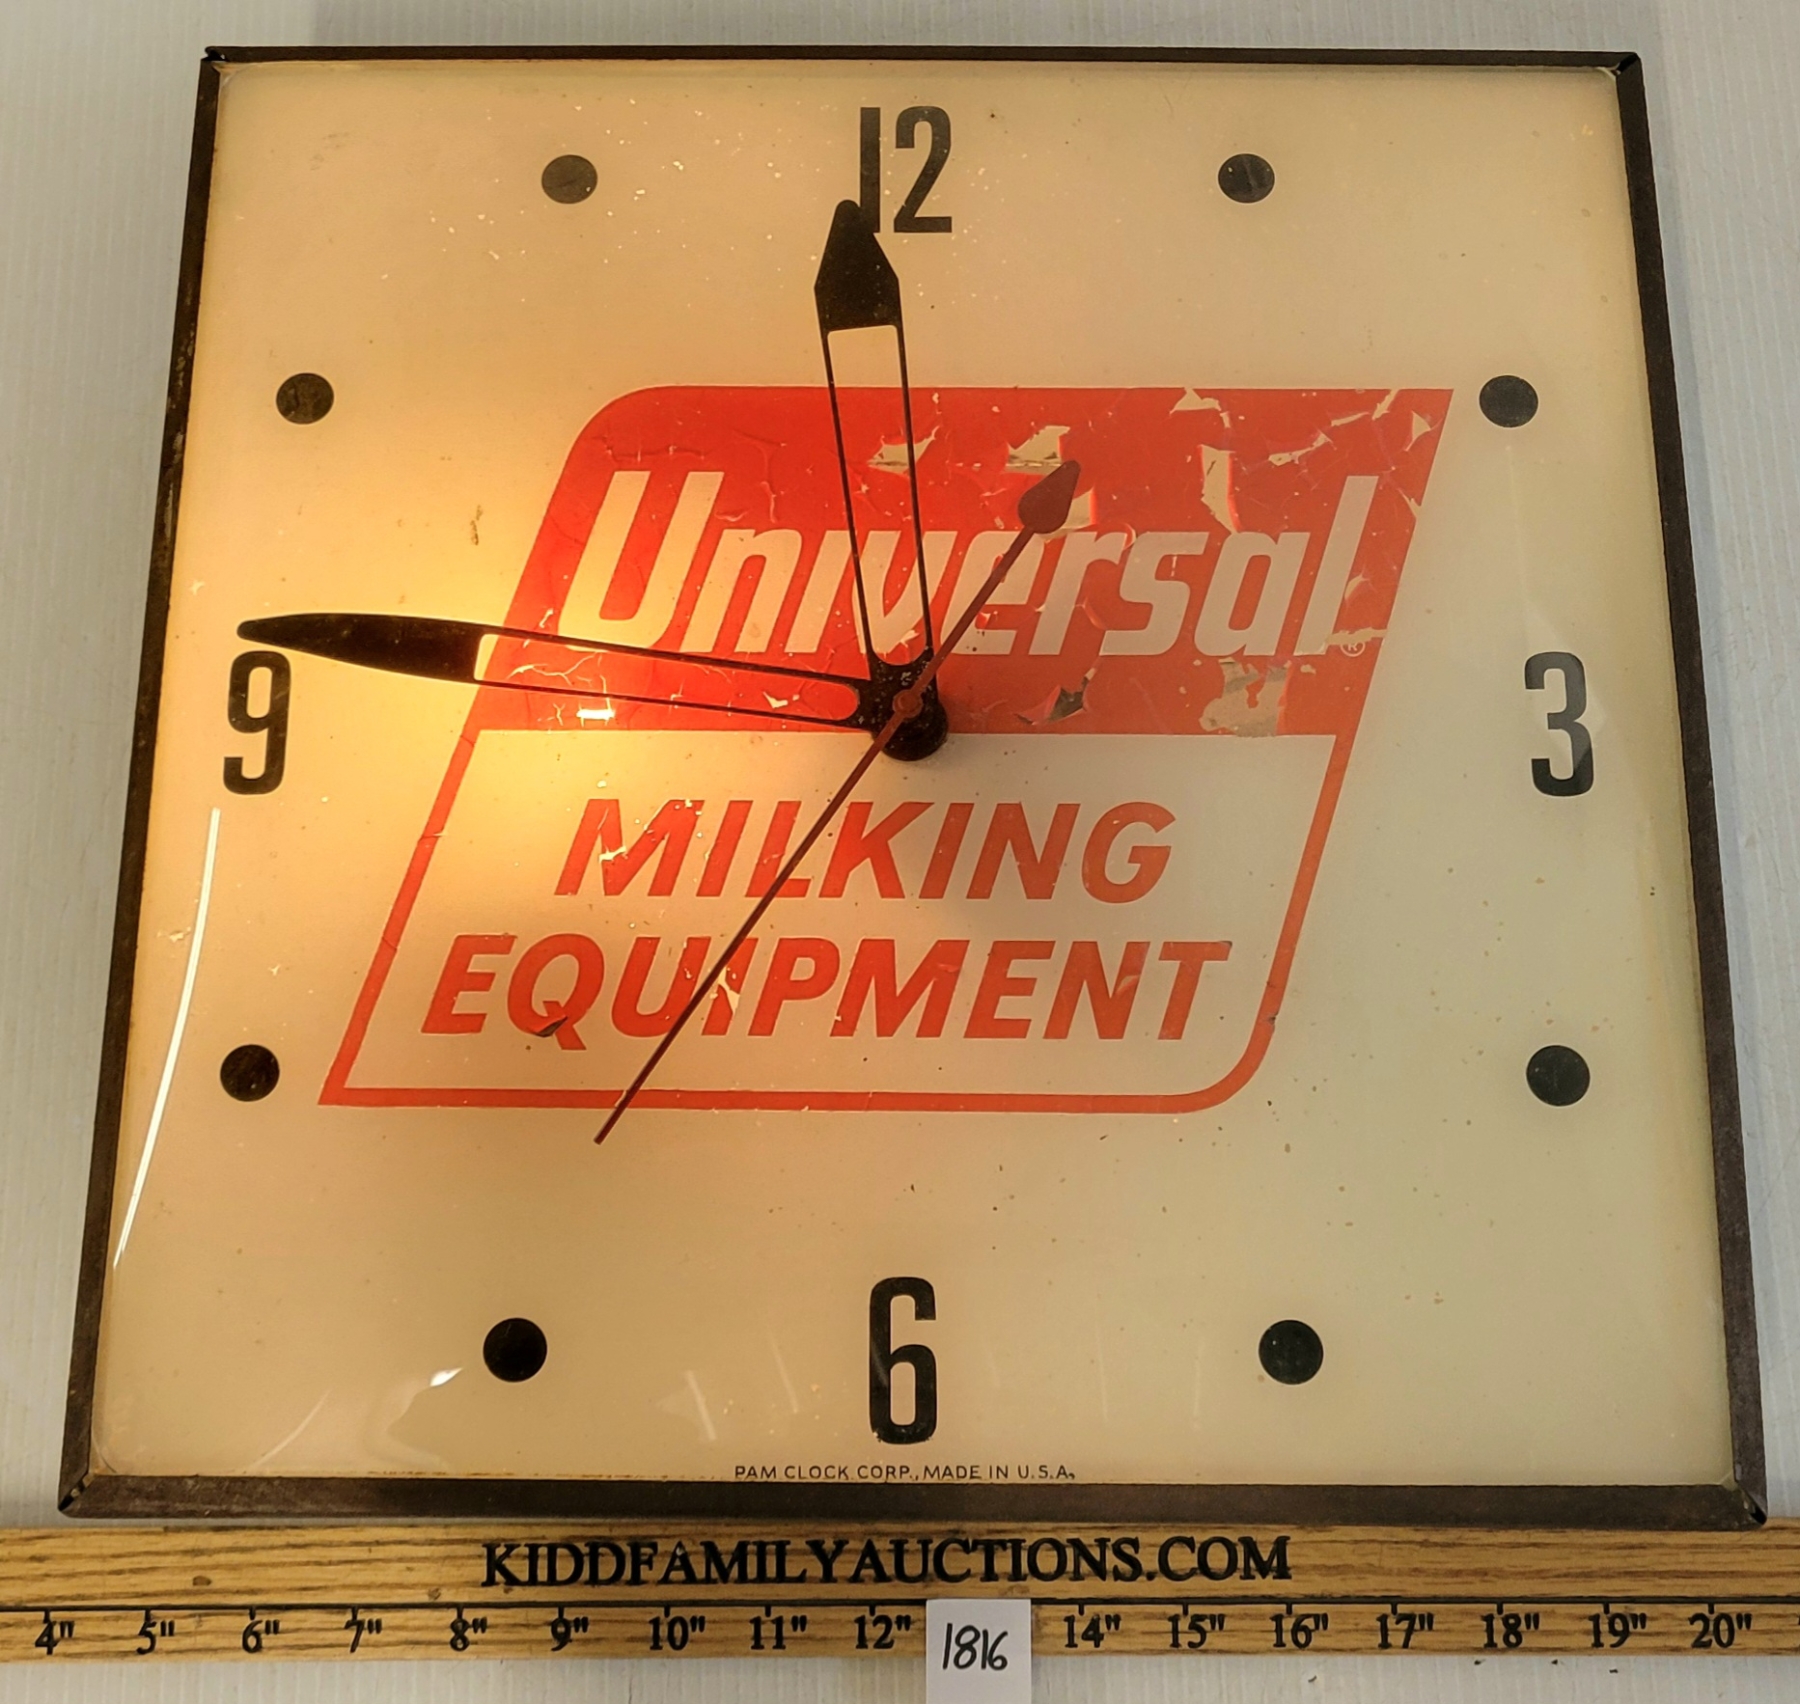 12
Universal®
9
3
MILKING
EQUIPMENT
6
PAM CLOCK CORP., MADE IN U.S.A.
KIDDFAMILYAUCTIONS.COM
4" 5" 6" 7" 8" 9" 10" 11" 12" 14" 15" 16" 17" 18" 19" 20"
1816